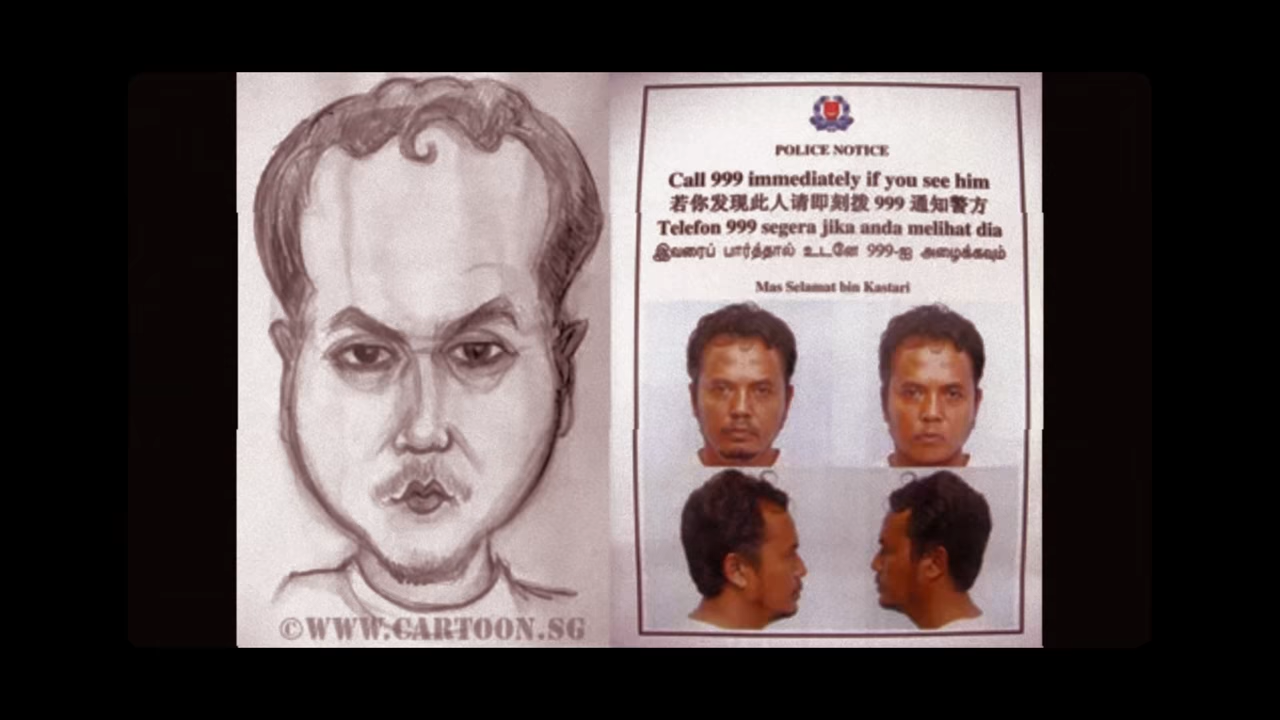 POLICE NOTICE
Call 999 immediately if you see him
若你发现此人请即刻拨 999 通知警方
Telefon 999 segera jika anda melihat dia
இவரைப் பார்த்தால் உடனே 999-ஐ அழைக்கவும்
Mas Selamat bin Kastari
©WWW.CARTOON.SG